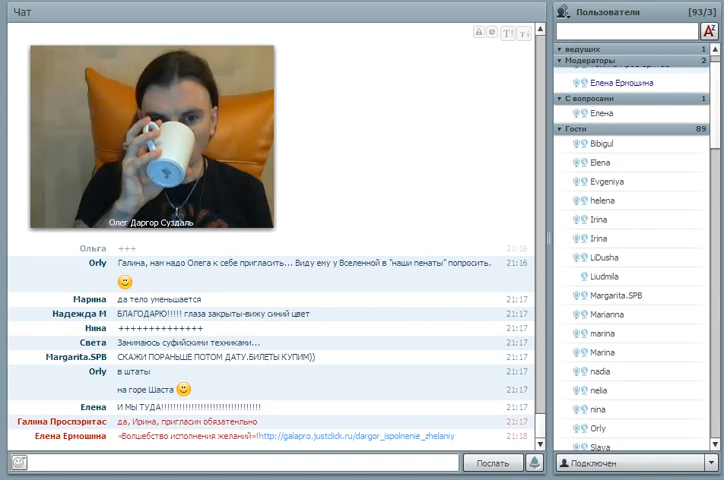 Чат
Олег Даргор Суздаль
Ольга +++ 21:16
Orly Галина, нам надо Олега к себе пригласить... Виду ему у Вселенной в "наши пенаты" попросить. 21:16
Марина да тело уменьшается 21:17
Надежда М БЛАГОДАРЮ!!!!! глаза закрыты-вижу синий цвет 21:17
Нина ++++++++++++++ 21:17
Света Занимаюсь суфийскими техниками... 21:17
Margarita.SPB СКАЖИ ПОРАНЬШЕ ПОТОМ ДАТУ.БИЛЕТЫ КУПИМ)) 21:17
Orly в штаты 21:17
на горе Шаста 21:17
Елена И МЫ ТУДА!!!!!!!!!!!!!!!!!!!!!!!!!!!!!!!!! 21:17
Галина Проспэритас да, Ирина, пригласим обязательно 21:17
Елена Ермошина «Волшебство исполнения желаний»!http://galapro.justclick.ru/dargor_ispolnenie_zhelaniy 21:18
Послать
Пользователи [93/3]
ведущих 1
Модераторы 2
Елена Ермошина
С вопросами 1
Елена
Гости 89
Bibigul
Elena
Evgeniya
helena
Irina
Irina
LiDusha
Liudmila
Margarita.SPB
Marianna
marina
Marina
nadia
nelia
nina
Orly
Slava
Подключен